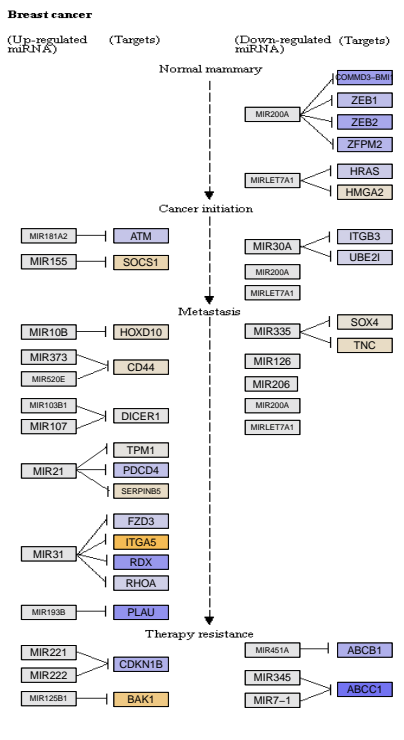 Breast cancer
(Up-regulated miRNA) (Targets) (Down-regulated miRNA) (Targets)
Normal mammary
MIR200A
COMMD3-BMI1
ZEB1
ZEB2
ZFPM2
MIRLET7A1
HRAS
HMGA2
Cancer initiation
MIR181A2 ATM
MIR155 SOCS1
MIR30A
ITGB3
UBE2I
MIR200A
MIRLET7A1
Metastasis
MIR10B HOXD10
MIR373
MIR520E
CD44
MIR103B1
MIR107
DICER1
MIR21
TPM1
PDCD4
SERPINB5
MIR31
FZD3
ITGA5
RDX
RHOA
MIR193B PLAU
MIR335
SOX4
TNC
MIR126
MIR206
MIR200A
MIRLET7A1
Therapy resistance
MIR221
MIR222
CDKN1B
MIR125B1 BAK1
MIR451A ABCB1
MIR345
MIR7-1
ABCC1